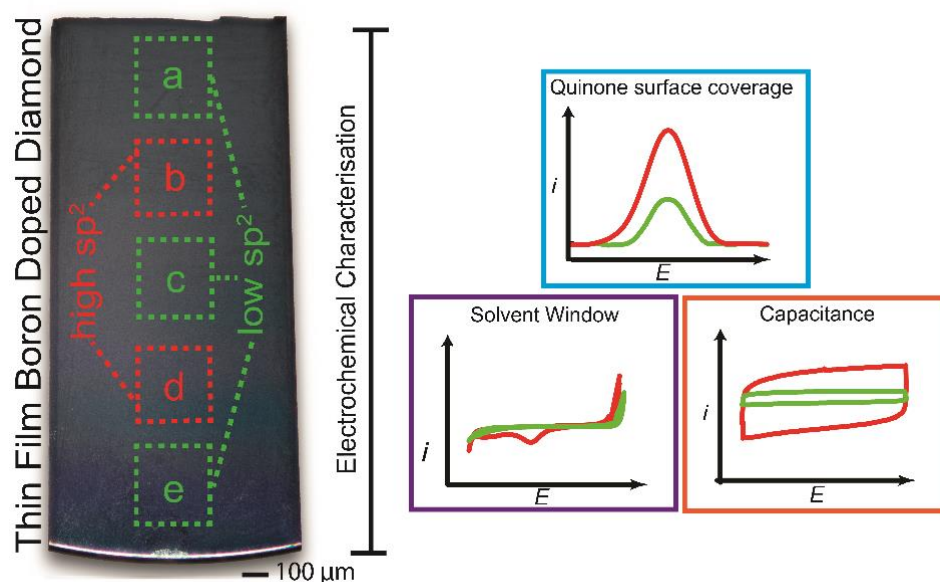 Thin Film Boron Doped Diamond
a
b
c
d
e
high sp²
low sp²
100 µm
Electrochemical Characterisation
Quinone surface coverage
i
E
Solvent Window
i
E
Capacitance
i
E